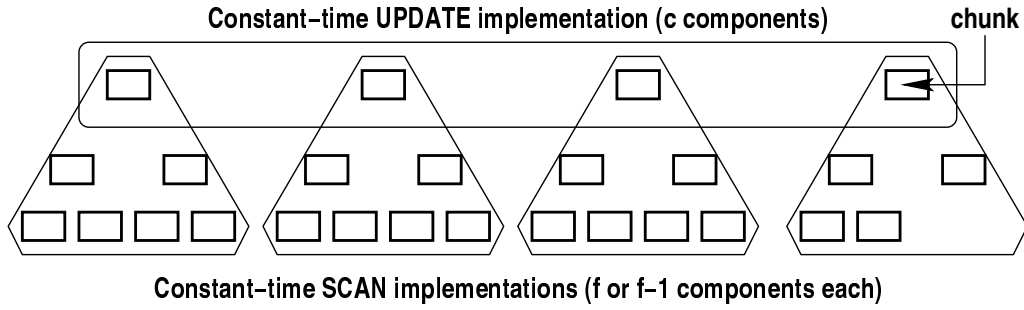 Constant−time UPDATE implementation (c components)
chunk
Constant−time SCAN implementations (f or f−1 components each)